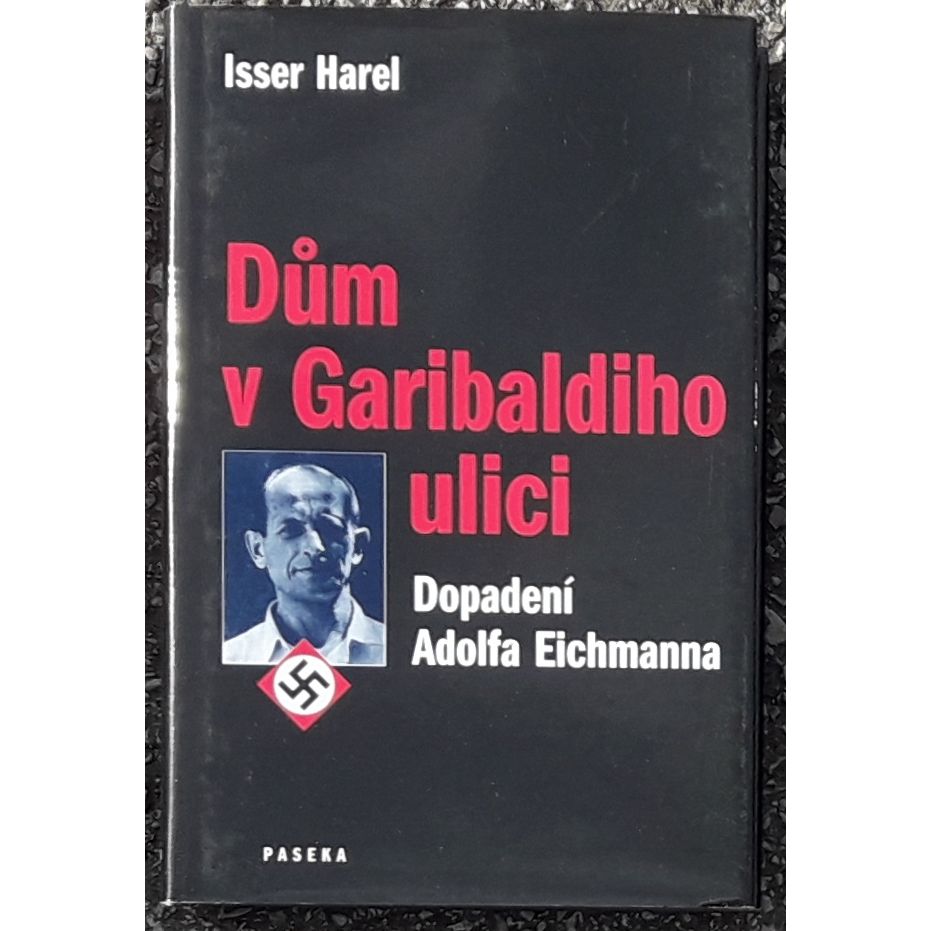 Isser Harel
Dům
v Garibaldiho
ulici
Dopadení
Adolfa Eichmanna
PASEKA